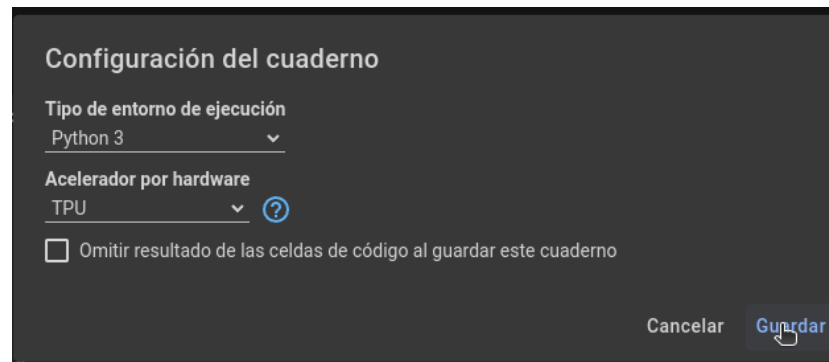 Configuración del cuaderno
Tipo de entorno de ejecución
Python 3
Acelerador por hardware
TPU
?
Omitir resultado de las celdas de código al guardar este cuaderno
Cancelar Guardar